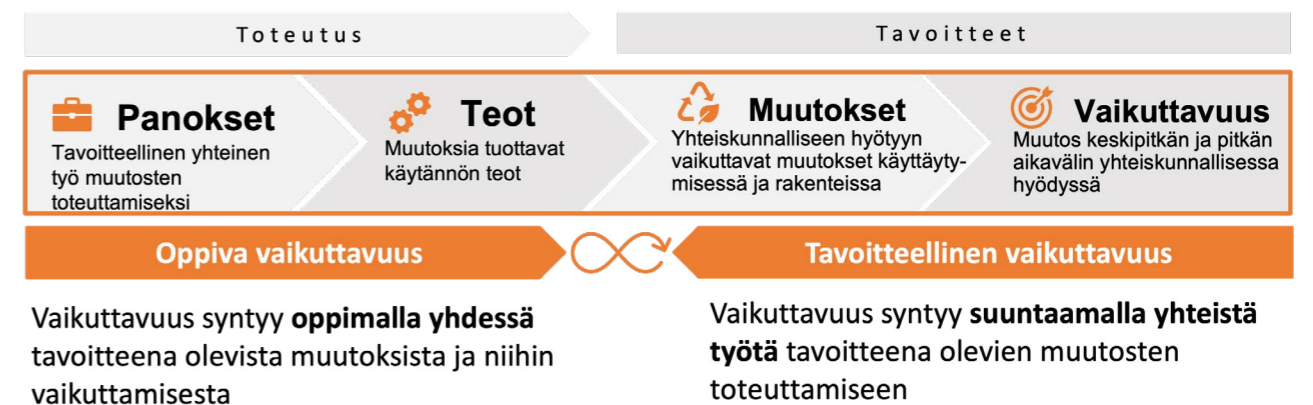 Toteutus
Tavoitteet
Panokset
Tavoitteellinen yhteinen
työ muutosten
toteuttamiseksi
Teot
Muutoksia tuottavat
käytännön teot
Muutokset
Yhteiskunnalliseen hyötyyn
vaikuttavat muutokset käyttäyty-
misessä ja rakenteissa
Vaikuttavuus
Muutos keskipitkän ja pitkän
aikavälin yhteiskunnallisessa
hyödyssä
Oppiva vaikuttavuus
Tavoitteellinen vaikuttavuus
Vaikuttavuus syntyy oppimalla yhdessä
tavoitteena olevista muutoksista ja niihin
vaikuttamisesta
Vaikuttavuus syntyy suuntaamalla yhteistä
työtä tavoitteena olevien muutosten
toteuttamiseen